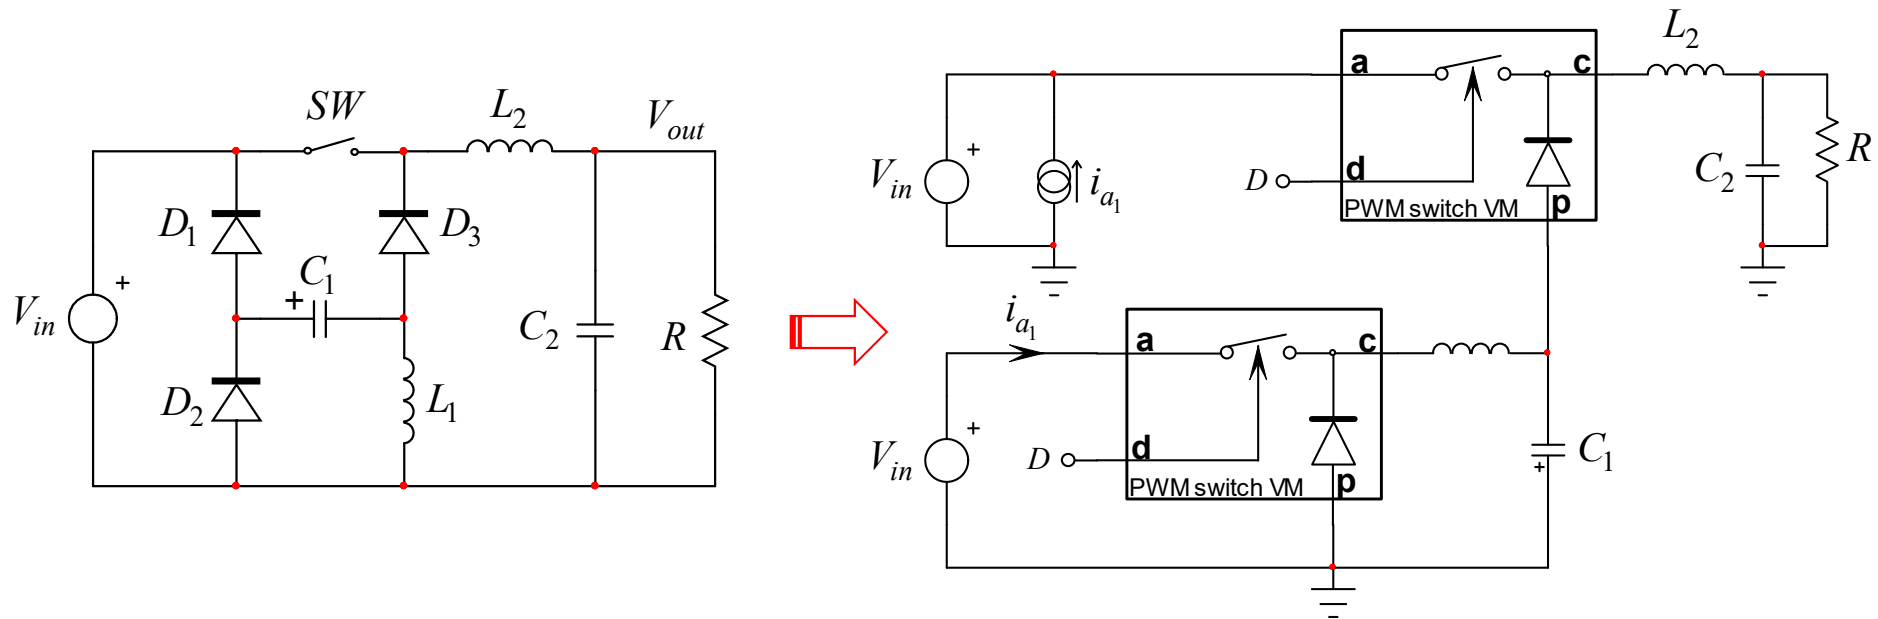 SW
L2
Vout
D1
D3
C1
+
+
Vin
C2
R
D2
L1
L2
a
c
+
Vin
ia1
D
d
PWM switch VM
p
C2
R
ia1
a
c
+
Vin
D
d
PWM switch VM
p
C1
+